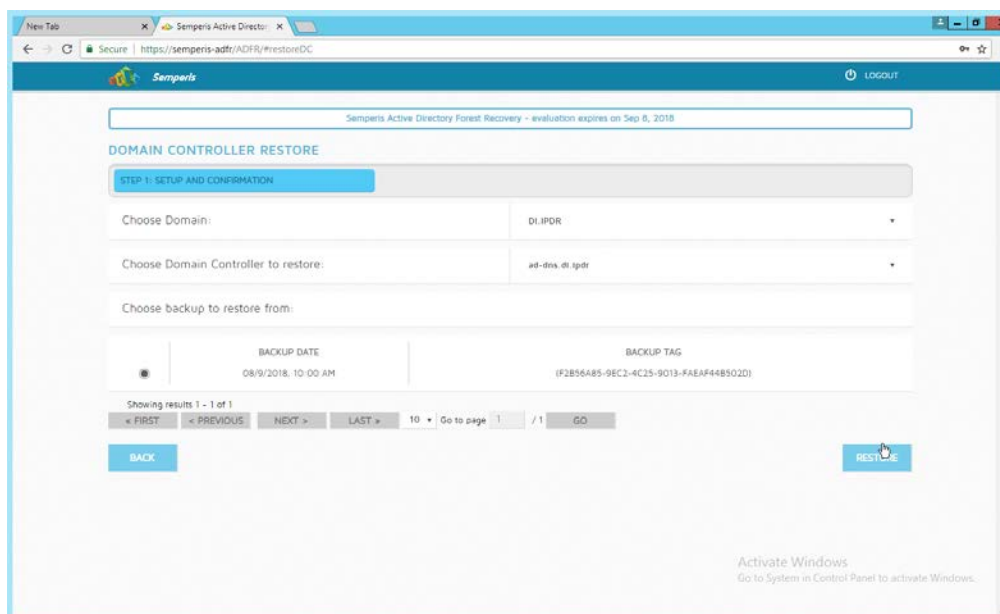 New Tab
Semperis Active Director
Secure | https://semperis-adfr/ADFR/#restoreDC
Semperis
LOGOUT
Semperis Active Directory Forest Recovery - evaluation expires on Sep 8, 2018
DOMAIN CONTROLLER RESTORE
STEP 1: SETUP AND CONFIRMATION
Choose Domain:
DI.IPDR
Choose Domain Controller to restore:
ad-dns.di.ipdr
Choose backup to restore from:
BACKUP DATE
BACKUP TAG
08/9/2018, 10:00 AM
(F2B56A85-9EC2-4C25-9013-FAEAF44B502D)
Showing results 1 - 1 of 1
« FIRST
< PREVIOUS
NEXT >
LAST »
10
Go to page
1
/ 1
GO
BACK
RESTORE
Activate Windows
Go to System in Control Panel to activate Windows.